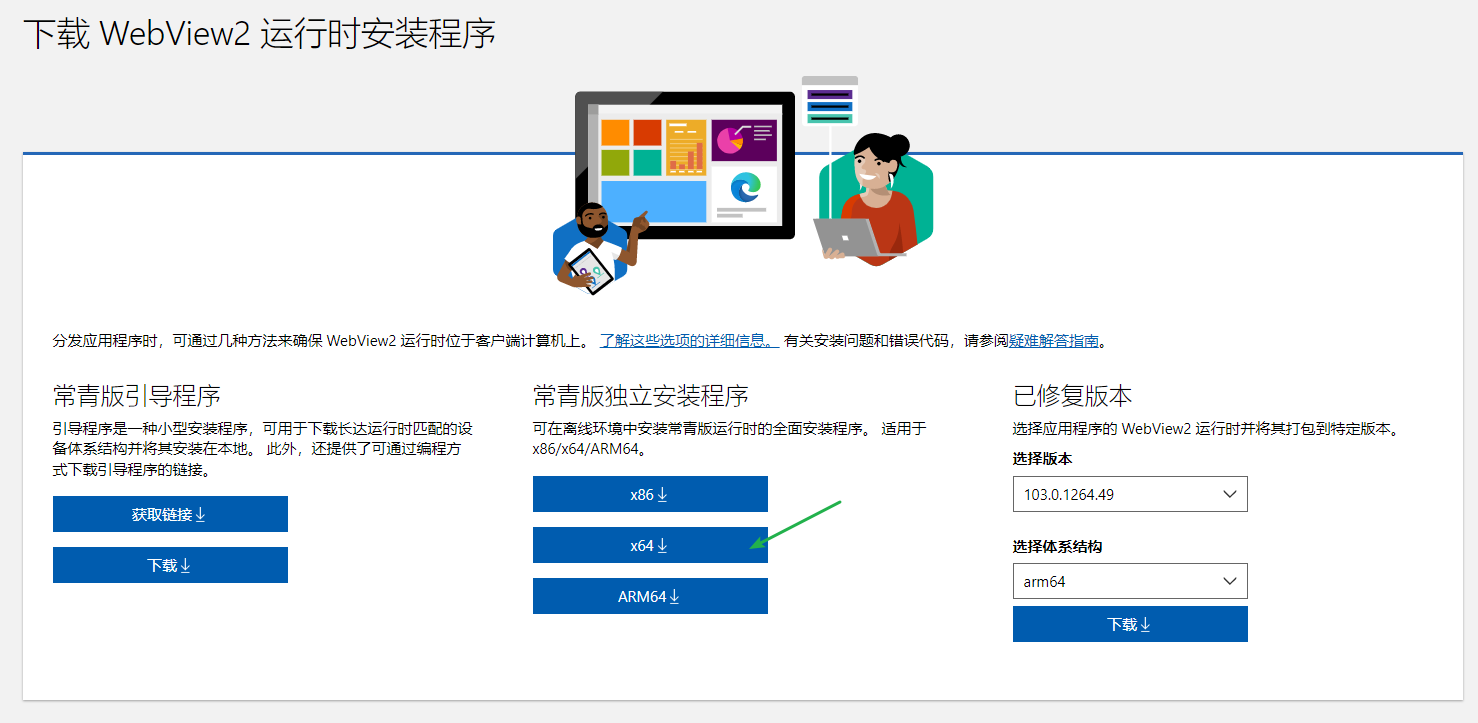 下载 WebView2 运行时安装程序
分发应用程序时，可通过几种方法来确保 WebView2 运行时位于客户端计算机上。 了解这些选项的详细信息。 有关安装问题和错误代码，请参阅疑难解答指南。
常青版引导程序
引导程序是一种小型安装程序，可用于下载长达运行时匹配的设
备体系结构并将其安装在本地。 此外，还提供了可通过编程方
式下载引导程序的链接。
获取链接
下载
常青版独立安装程序
可在离线环境中安装常青版运行时的全面安装程序。 适用于
x86/x64/ARM64。
x86
x64
ARM64
已修复版本
选择应用程序的 WebView2 运行时并将其打包到特定版本。
选择版本
103.0.1264.49
选择体系结构
arm64
下载